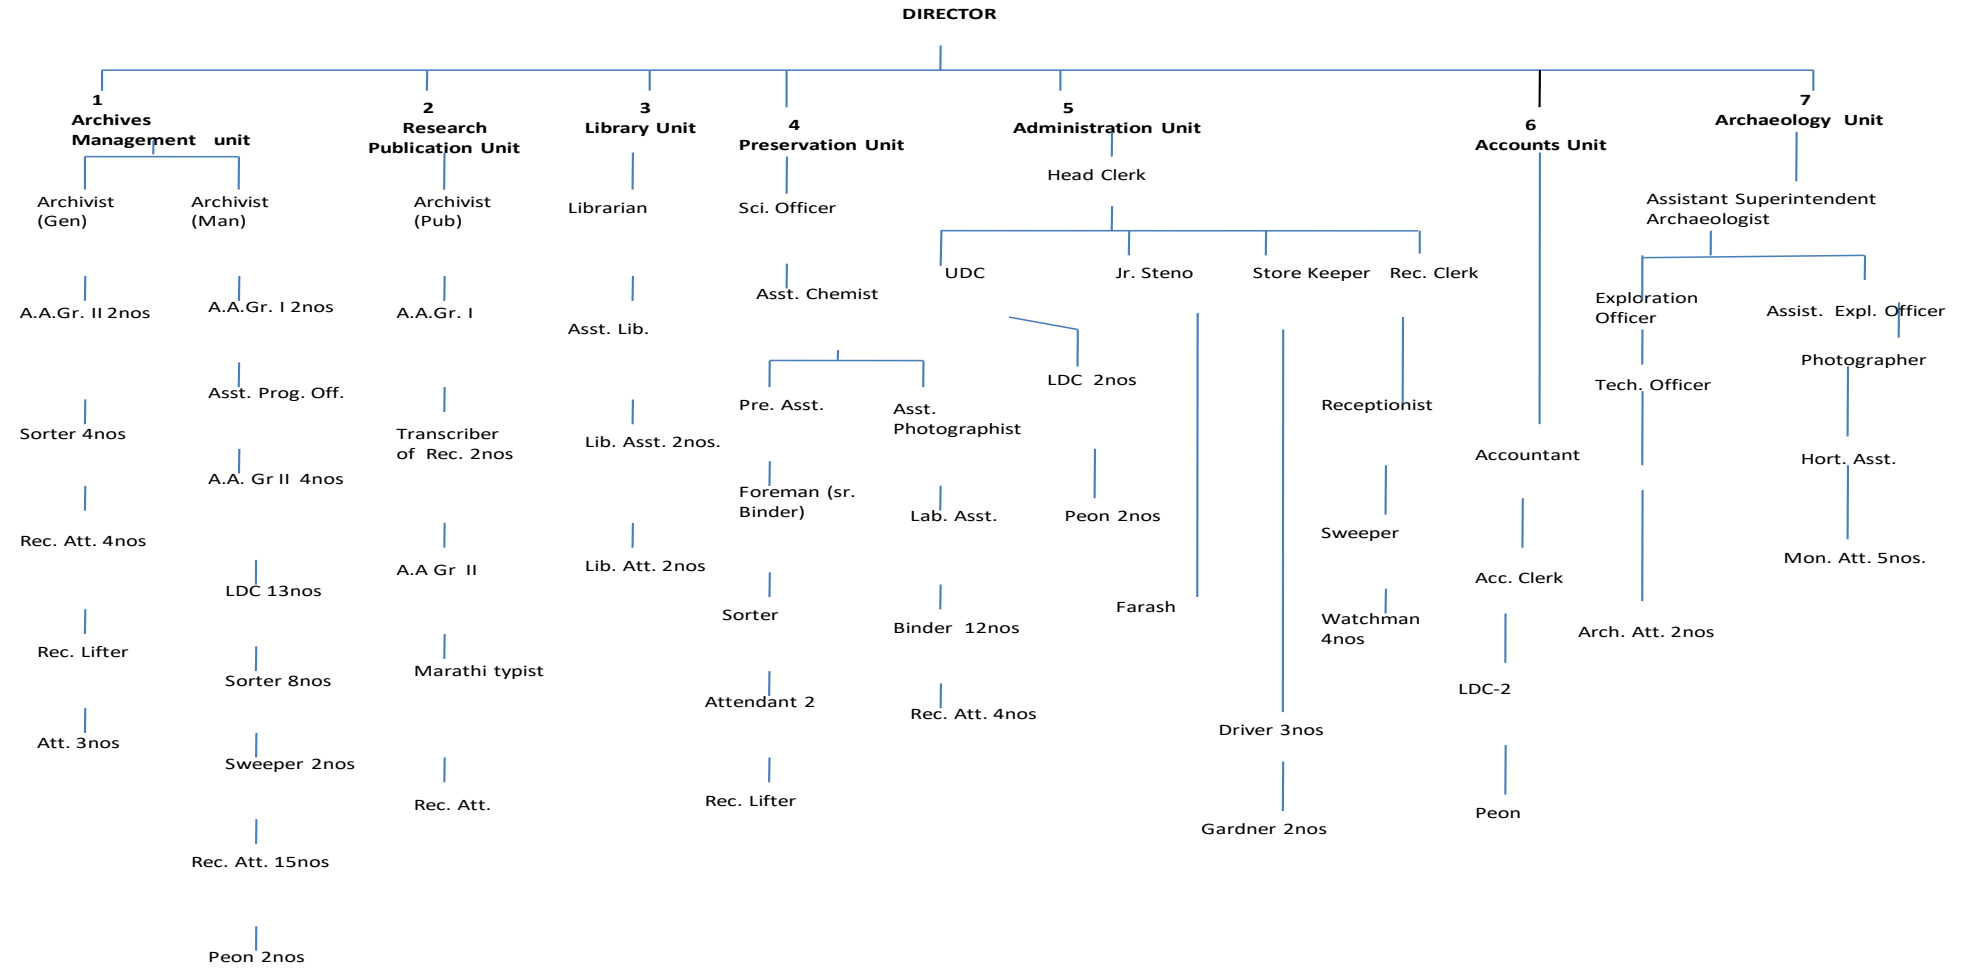 DIRECTOR
1
Archives
Management unit
Archivist
(Gen)
A.A.Gr. II 2nos
Sorter 4nos
Rec. Att. 4nos
Rec. Lifter
Att. 3nos
Archivist
(Man)
A.A.Gr. I 2nos
Asst. Prog. Off.
A.A. Gr II 4nos
LDC 13nos
Sorter 8nos
Sweeper 2nos
Rec. Att. 15nos
Peon 2nos
2
Research
Publication Unit
Archivist
(Pub)
A.A.Gr. I
Transcriber
of Rec. 2nos
A.A Gr II
Marathi typist
Rec. Att.
3
Library Unit
Librarian
Asst. Lib.
Lib. Asst. 2nos.
Lib. Att. 2nos
4
Preservation Unit
Sci. Officer
Asst. Chemist
Pre. Asst.
Foreman (sr.
Binder)
Sorter
Attendant 2
Rec. Lifter
Asst.
Photographist
Lab. Asst.
Binder 12nos
Rec. Att. 4nos
5
Administration Unit
Head Clerk
UDC
LDC 2nos
Peon 2nos
Jr. Steno
Farash
Store Keeper
Driver 3nos
Gardner 2nos
Rec. Clerk
Receptionist
Sweeper
Watchman
4nos
6
Accounts Unit
Accountant
Acc. Clerk
LDC-2
Peon
7
Archaeology Unit
Assistant Superintendent
Archaeologist
Exploration
Officer
Tech. Officer
Arch. Att. 2nos
Assist. Expl. Officer
Photographer
Hort. Asst.
Mon. Att. 5nos.